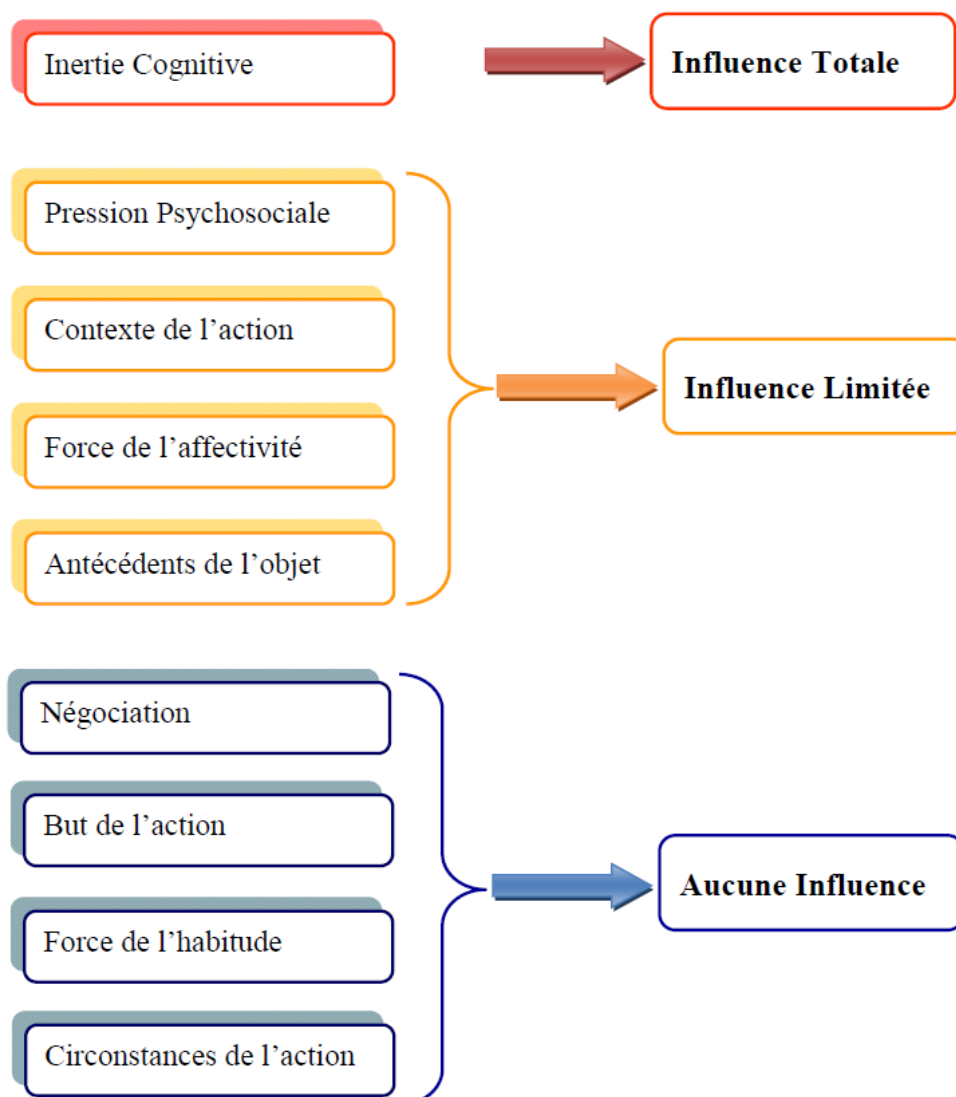 Inertie Cognitive
Influence Totale
Pression Psychosociale
Contexte de l’action
Force de l’affectivité
Antécédents de l’objet
Influence Limitée
Négociation
But de l’action
Force de l’habitude
Circonstances de l’action
Aucune Influence